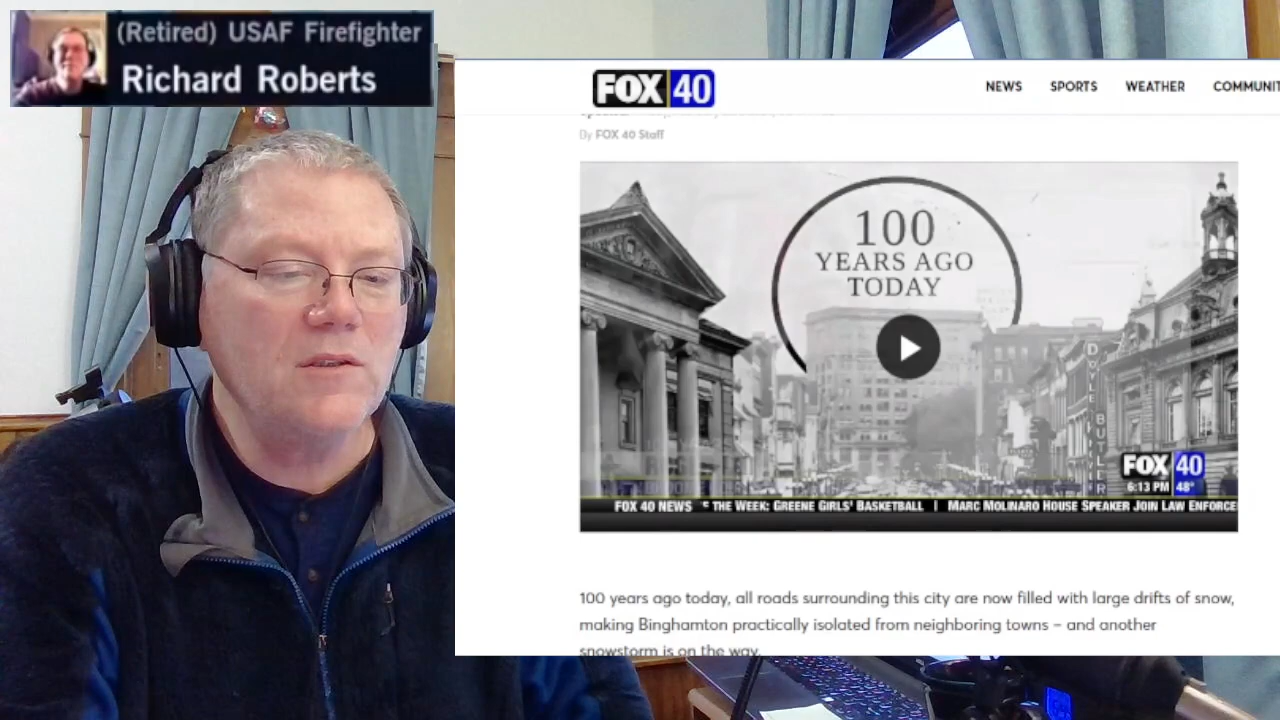 (Retired) USAF Firefighter
Richard Roberts
FOX 40
NEWS
SPORTS
WEATHER
COMMUNIT
By FOX 40 Staff
100
YEARS AGO
TODAY
DOYLE
BUTLER
FOX 40
6:13 PM 48°
FOX 40 NEWS
THE WEEK: GREENE GIRLS' BASKETBALL | MARC MOLINARO HOUSE SPEAKER JOIN LAW ENFORCE
100 years ago today, all roads surrounding this city are now filled with large drifts of snow,
making Binghamton practically isolated from neighboring towns – and another
snowstorm is on the way.